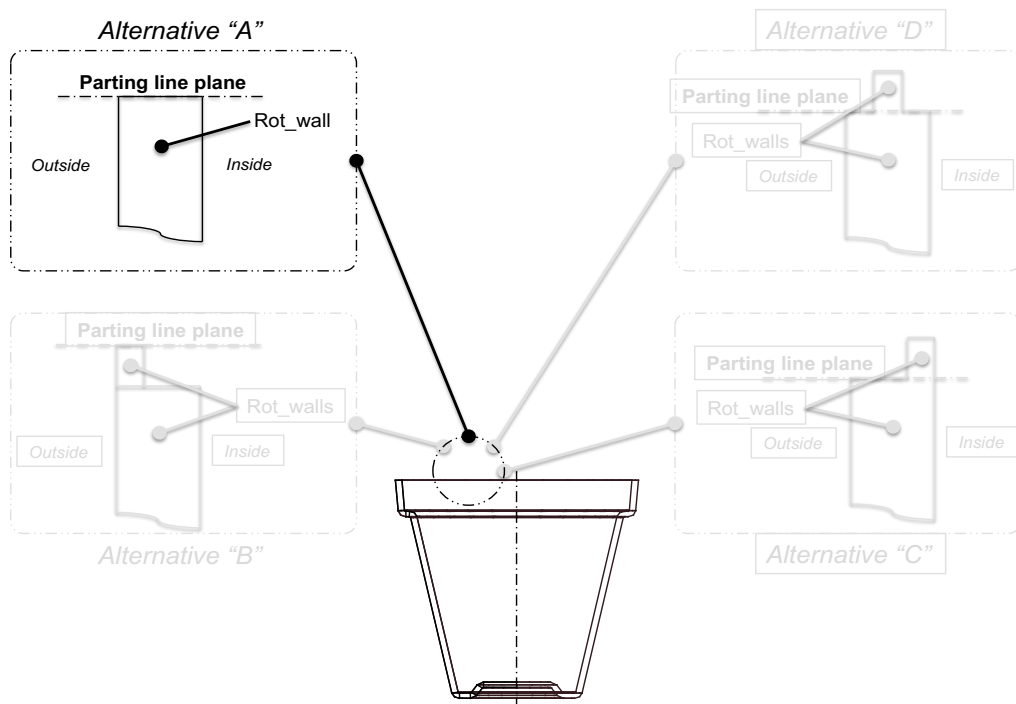 Alternative “A”
Parting line plane
Rot_wall
Outside
Inside
Alternative “D”
Parting line plane
Rot_walls
Outside
Inside
Parting line plane
Rot_walls
Outside
Inside
Alternative “B”
Parting line plane
Rot_walls
Outside
Inside
Alternative “C”